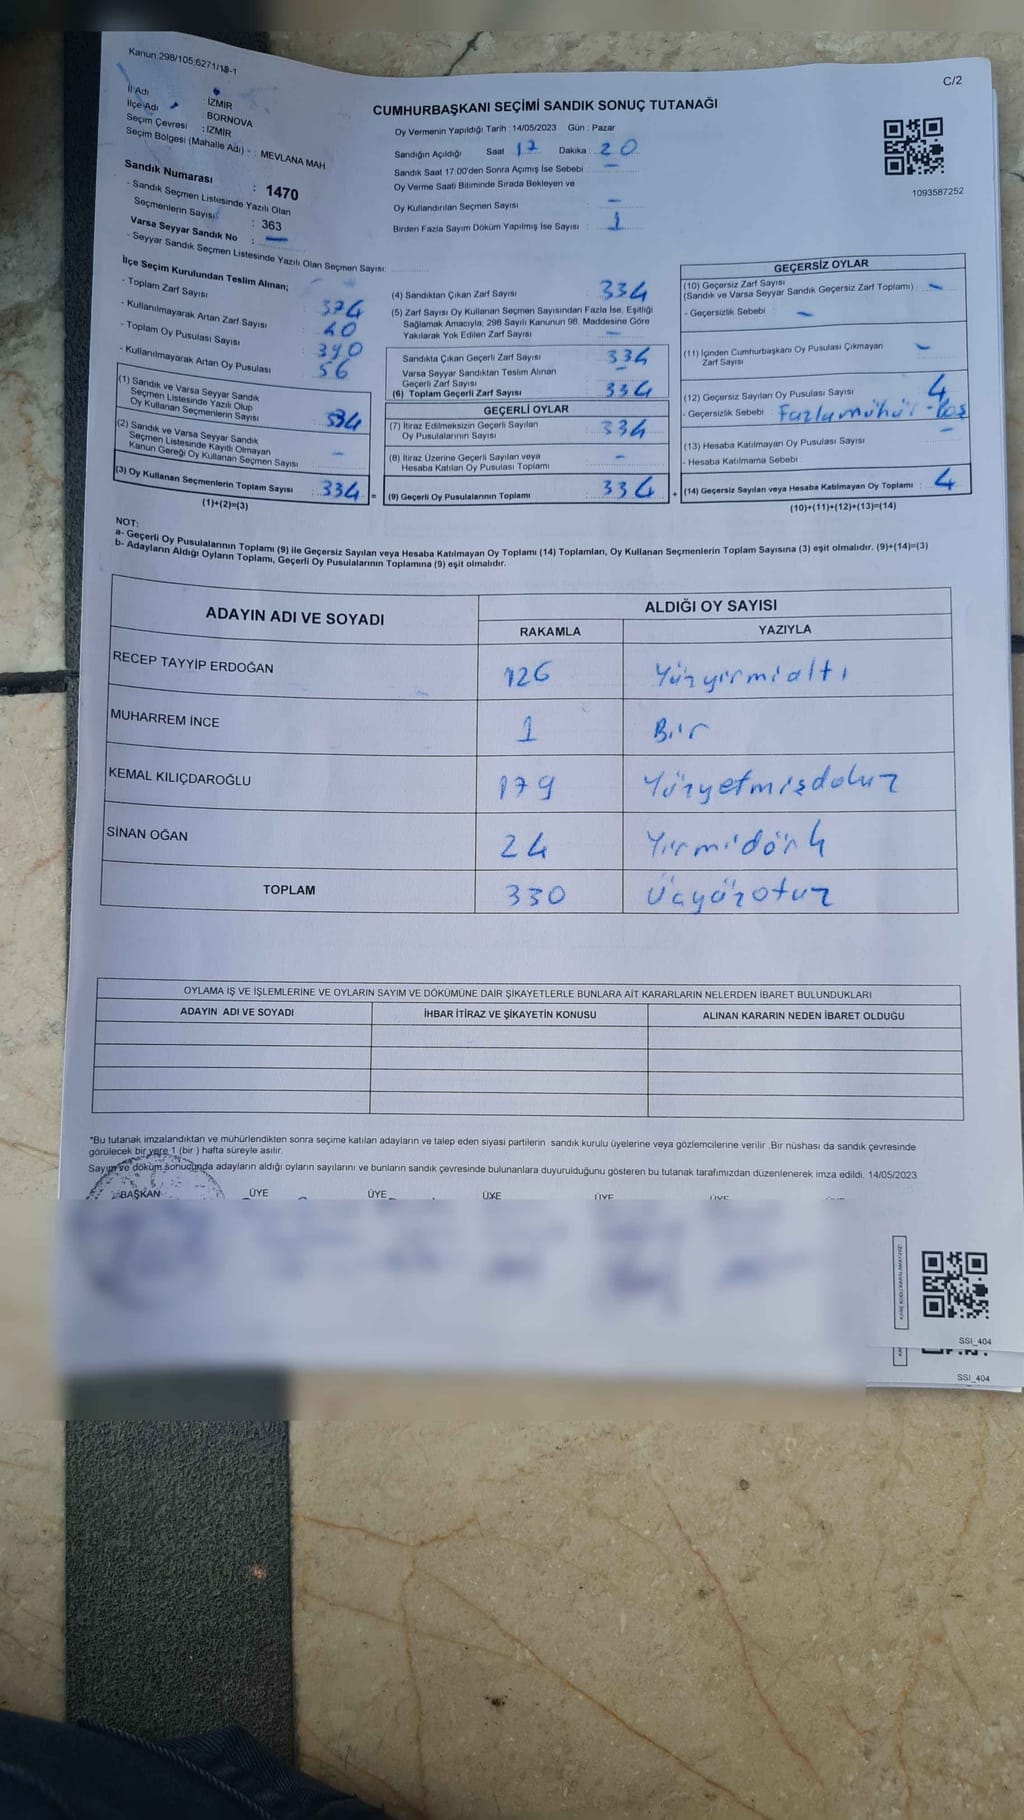 Kanun:298/105,6271/18-1
C/2
CUMHURBAŞKANI SEÇİMİ SANDIK SONUÇ TUTANAĞI
İl Adı : İZMİR
İlçe Adı : BORNOVA
Seçim Çevresi : İZMİR
Seçim Bölgesi (Mahalle Adı) - : MEVLANA MAH
Sandık Numarası : 1470
- Sandık Seçmen Listesinde Yazılı Olan
Seçmenlerin Sayısı : 363
Varsa Seyyar Sandık No : —
- Seyyar Sandık Seçmen Listesinde Yazılı Olan Seçmen Sayısı:
Oy Vermenin Yapıldığı Tarih : 14/05/2023 Gün : Pazar
Sandığın Açıldığı Saat 17 Dakika : 20
Sandık Saat 17.00'den Sonra Açımış İse Sebebi : —
Oy Verme Saati Bitiminde Sırada Bekleyen ve
Oy Kullandırılan Seçmen Sayısı : —
Birden Fazla Sayım Döküm Yapılmış İse Sayısı : 1
1093587252
İlçe Seçim Kurulundan Teslim Alınan;
- Toplam Zarf Sayısı : 374
- Kullanılmayarak Artan Zarf Sayısı : 40
- Toplam Oy Pusulası Sayısı : 390
- Kullanılmayarak Artan Oy Pusulası : 56
(1) Sandık ve Varsa Seyyar Sandık
Seçmen Listesinde Yazılı Olup
Oy Kullanan Seçmenlerin Sayısı : 334
(2) Sandık ve Varsa Seyyar Sandık
Seçmen Listesinde Kayıtlı Olmayan
Kanun Gereği Oy Kullanan Seçmen Sayısı : —
(3) Oy Kullanan Seçmenlerin Toplam Sayısı : 334 =
(1)+(2)=(3)
(4) Sandıktan Çıkan Zarf Sayısı : 334
(5) Zarf Sayısı Oy Kullanan Seçmen Sayısından Fazla İse, Eşitliği
Sağlamak Amacıyla; 298 Sayılı Kanunun 98. Maddesine Göre
Yakılarak Yok Edilen Zarf Sayısı : —
Sandıkta Çıkan Geçerli Zarf Sayısı : 334
Varsa Seyyar Sandıktan Teslim Alınan
Geçerli Zarf Sayısı : —
(6) Toplam Geçerli Zarf Sayısı : 334
GEÇERLİ OYLAR
(7) İtiraz Edilmeksizin Geçerli Sayılan
Oy Pusulalarının Sayısı : 334
(8) İtiraz Üzerine Geçerli Sayılan veya
Hesaba Katılan Oy Pusulası Toplamı : —
(9) Geçerli Oy Pusulalarının Toplamı : 334 +
GEÇERSİZ OYLAR
(10) Geçersiz Zarf Sayısı
(Sandık ve Varsa Seyyar Sandık Geçersiz Zarf Toplamı) : —
- Geçersizlik Sebebi : —
(11) İçinden Cumhurbaşkanı Oy Pusulası Çıkmayan
Zarf Sayısı : —
(12) Geçersiz Sayılan Oy Pusulası Sayısı : 4
- Geçersizlik Sebebi : Fazlamühür-Boş
(13) Hesaba Katılmayan Oy Pusulası Sayısı : —
- Hesaba Katılmama Sebebi :
(14) Geçersiz Sayılan veya Hesaba Katılmayan Oy Toplamı : 4
(10)+(11)+(12)+(13)=(14)
NOT:
a- Geçerli Oy Pusulalarının Toplamı (9) ile Geçersiz Sayılan veya Hesaba Katılmayan Oy Toplamı (14) Toplamları, Oy Kullanan Seçmenlerin Toplam Sayısına (3) eşit olmalıdır. (9)+(14)=(3)
b- Adayların Aldığı Oyların Toplamı, Geçerli Oy Pusulalarının Toplamına (9) eşit olmalıdır.
ADAYIN ADI VE SOYADI ALDIĞI OY SAYISI
RAKAMLA YAZIYLA
RECEP TAYYİP ERDOĞAN 126 Yüzyirmialtı
MUHARREM İNCE 1 Bir
KEMAL KILIÇDAROĞLU 179 Yüzyetmişdokuz
SİNAN OĞAN 24 Yirmidört
TOPLAM 330 Üçyüzotuz
OYLAMA İŞ VE İŞLEMLERİNE VE OYLARIN SAYIM VE DÖKÜMÜNE DAİR ŞİKAYETLERLE BUNLARA AİT KARARLARIN NELERDEN İBARET BULUNDUKLARI
ADAYIN ADI VE SOYADI İHBAR İTİRAZ VE ŞİKAYETİN KONUSU ALINAN KARARIN NEDEN İBARET OLDUĞU
*Bu tutanak imzalandıktan ve mühürlendikten sonra seçime katılan adayların ve talep eden siyasi partilerin sandık kurulu üyelerine veya gözlemcilerine verilir .Bir nüshası da sandık çevresinde
görülecek bir yere 1 (bir ) hafta süreyle asılır.
Sayım ve döküm sonucunda adayların aldığı oyların sayılarını ve bunların sandık çevresinde bulunanlara duyurulduğunu gösteren bu tutanak tarafımızdan düzenlenerek imza edildi. 14/05/2023
BAŞKAN ÜYE ÜYE ÜYE ÜYE ÜYE
SSI_404
SSI_404